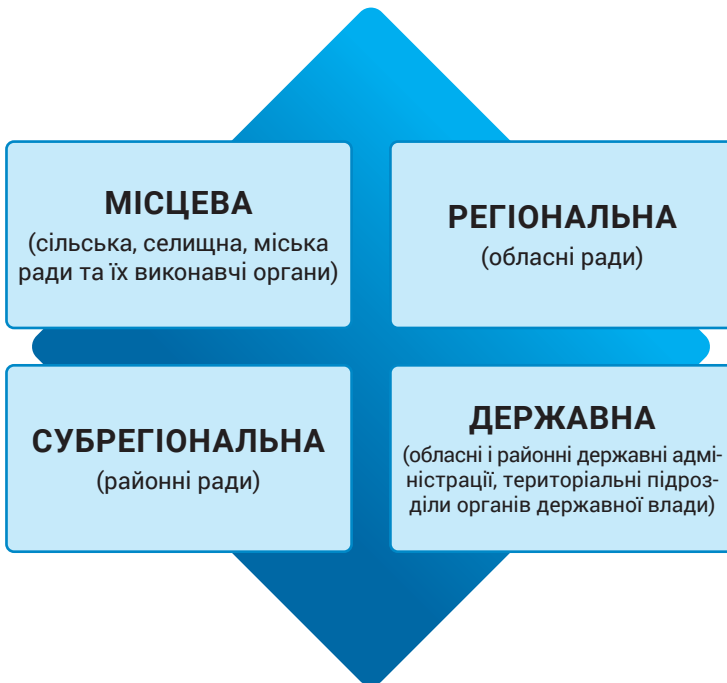 МІСЦЕВА
(сільська, селищна, міська
ради та їх виконавчі органи)
РЕГІОНАЛЬНА
(обласні ради)
СУБРЕГІОНАЛЬНА
(районні ради)
ДЕРЖАВНА
(обласні і районні державні адмі-
ністрації, територіальні підроз-
діли органів державної влади)